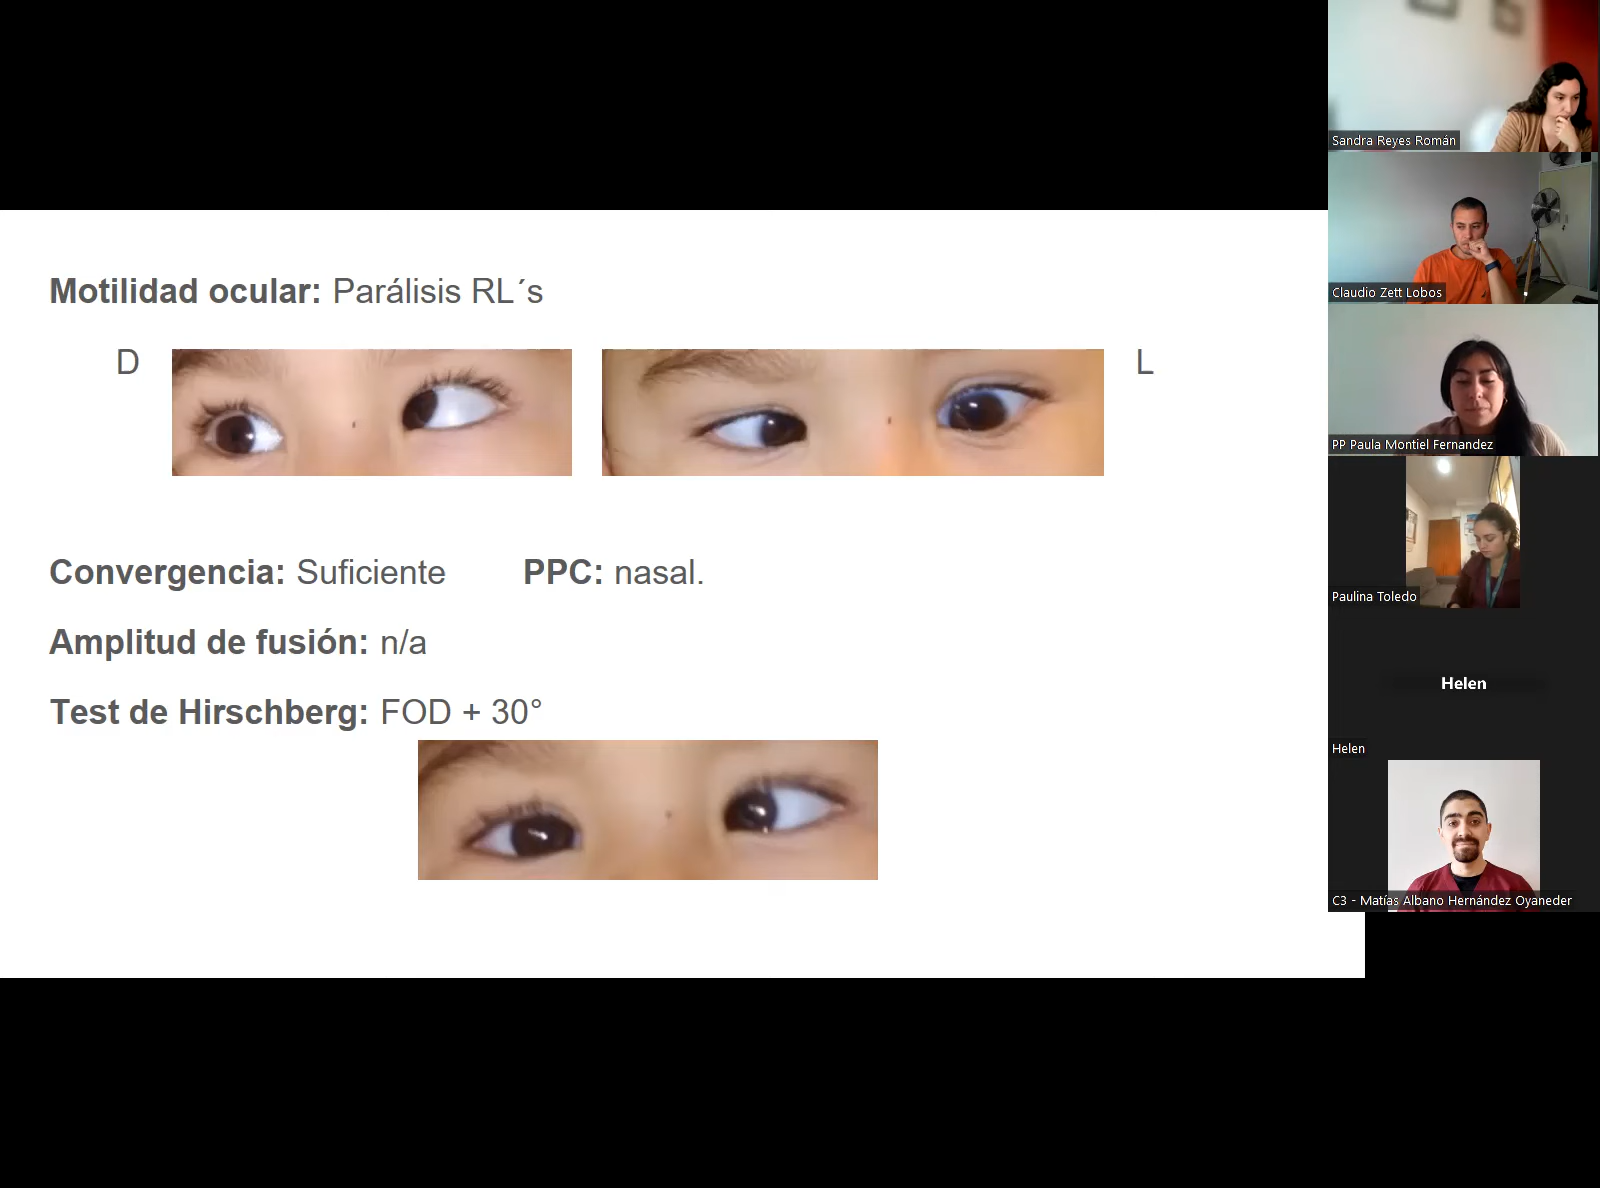 Motilidad ocular: Parálisis RL´s
D
L
Convergencia: Suficiente PPC: nasal.
Amplitud de fusión: n/a
Test de Hirschberg: FOD + 30°
Sandra Reyes Román
Claudio Zett Lobos
PP Paula Montiel Fernandez
Paulina Toledo
Helen
Helen
C3 - Matías Albano Hernández Oyaneder